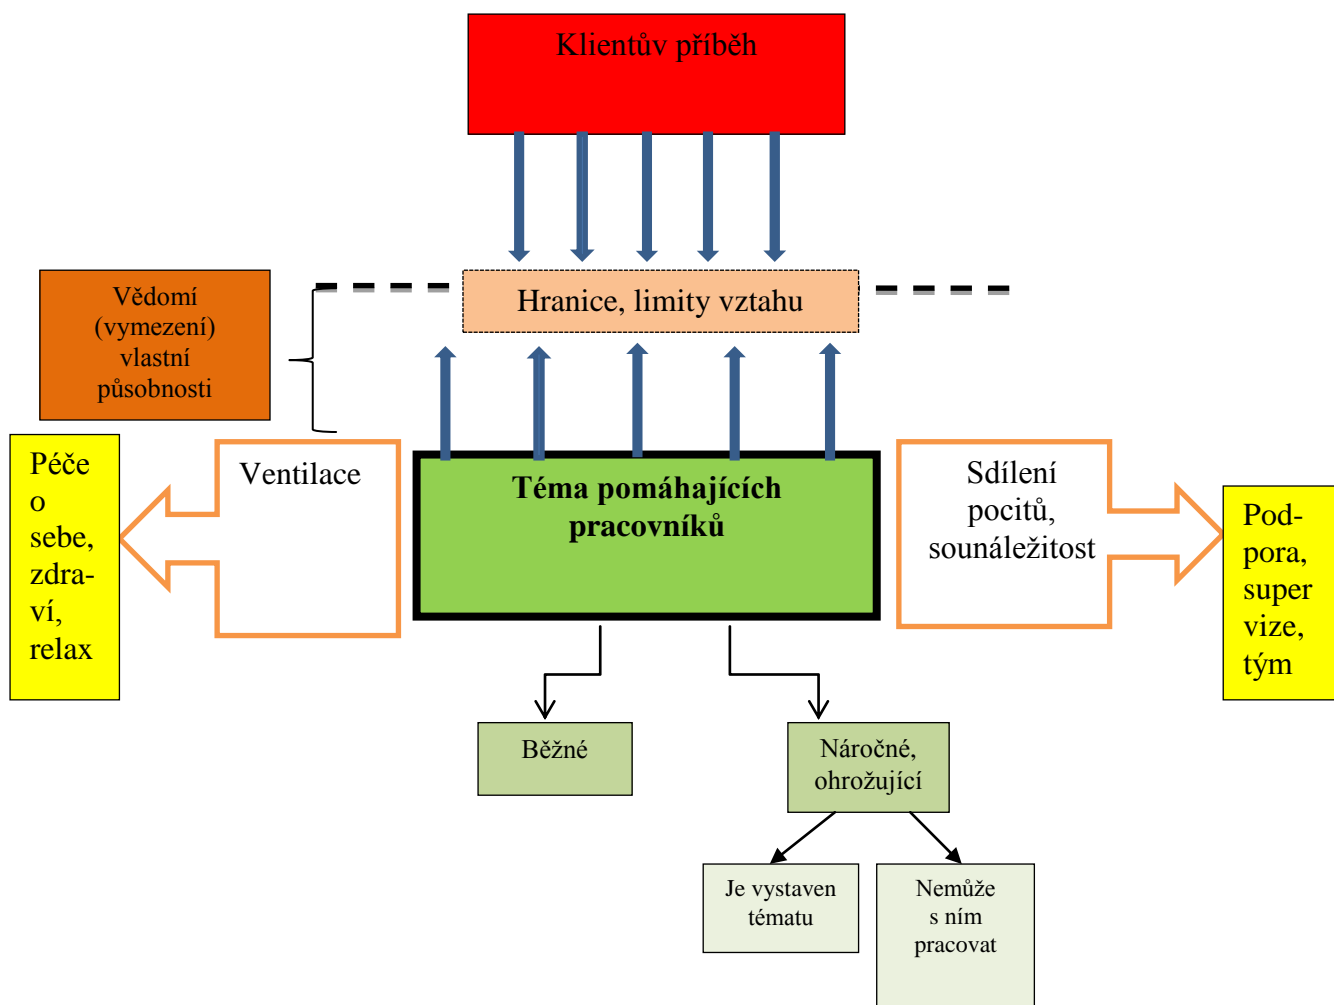 Klientův příběh
Hranice, limity vztahu
Vědomí
(vymezení)
vlastní
působnosti
Péče
o
sebe,
zdra-
ví,
relax
Ventilace
Téma pomáhajících
pracovníků
Sdílení
pocitů,
sounáležitost
Pod-
pora,
super
vize,
tým
Běžné
Náročné,
ohrožující
Je vystaven
tématu
Nemůže
s ním
pracovat